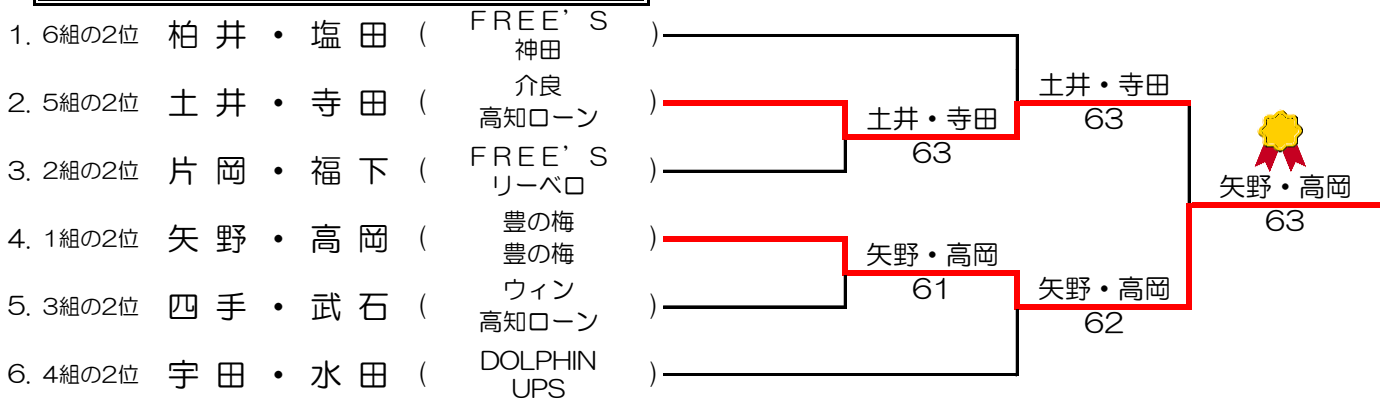 1. 6組の2位 柏井・塩田 ( FREE'S 神田 )
2. 5組の2位 土井・寺田 ( 介良 高知ローン )
3. 2組の2位 片岡・福下 ( FREE'S リーベロ )
4. 1組の2位 矢野・高岡 ( 豊の梅 豊の梅 )
5. 3組の2位 四手・武石 ( ウィン 高知ローン )
6. 4組の2位 宇田・水田 ( DOLPHIN UPS )
土井・寺田
63
矢野・高岡
61
土井・寺田
63
矢野・高岡
62
矢野・高岡
63